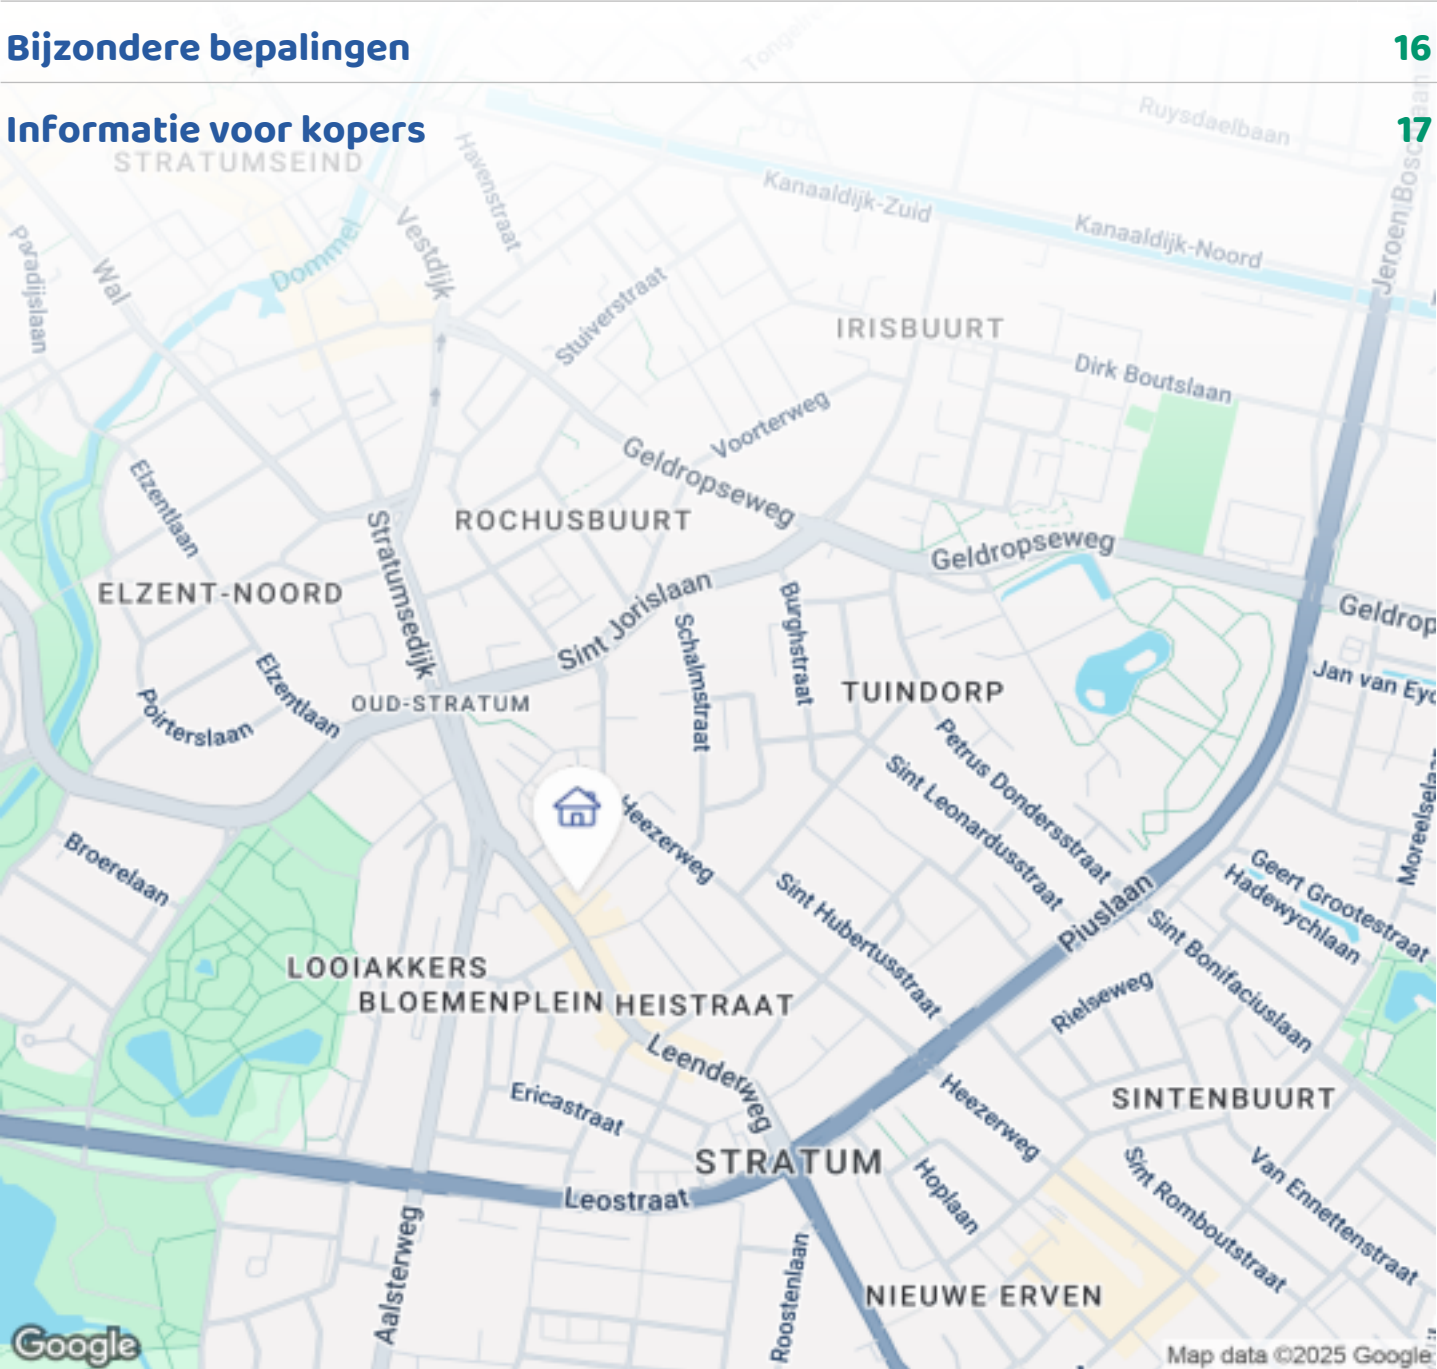 Bijzondere bepalingen 16
Informatie voor kopers 17
Ruysdaelbaan
STRATUMSEIND
Havenstraat
Kanaaldijk-Zuid
Kanaaldijk-Noord
Paradijslaan
Wal
Dommel
Vestdijk
Stuiverstraat
IRISBUURT
Dirk Boutslaan
Voorterweg
Geldropseweg
Elzentlaan
Stratumsedijk
ROCHUSBUURT
Geldropseweg
ELZENT-NOORD
Sint Jorislaan
Schalmstraat
Burghstraat
Geldrop
Elzentlaan
Poirterslaan
OUD-STRATUM
TUINDORP
Jan van Eyc
Petrus Dondersstraat
Sint Leonardusstraat
Heezerweg
Broerelaan
Sint Hubertusstraat
Piuslaan
Geert Grootestraat
Hadewychlaan
Moreelselaan
Sint Bonifaciuslaan
LOOIAKKERS
BLOEMENPLEIN
HEISTRAAT
Rielseweg
Leenderweg
Ericastraat
Heezerweg
SINTENBUURT
STRATUM
Hoplaan
Sint Romboutstraat
Van Ennettenstraat
Leostraat
Aalsterweg
Roostenlaan
NIEUWE ERVEN
Google
Map data ©2025 Google